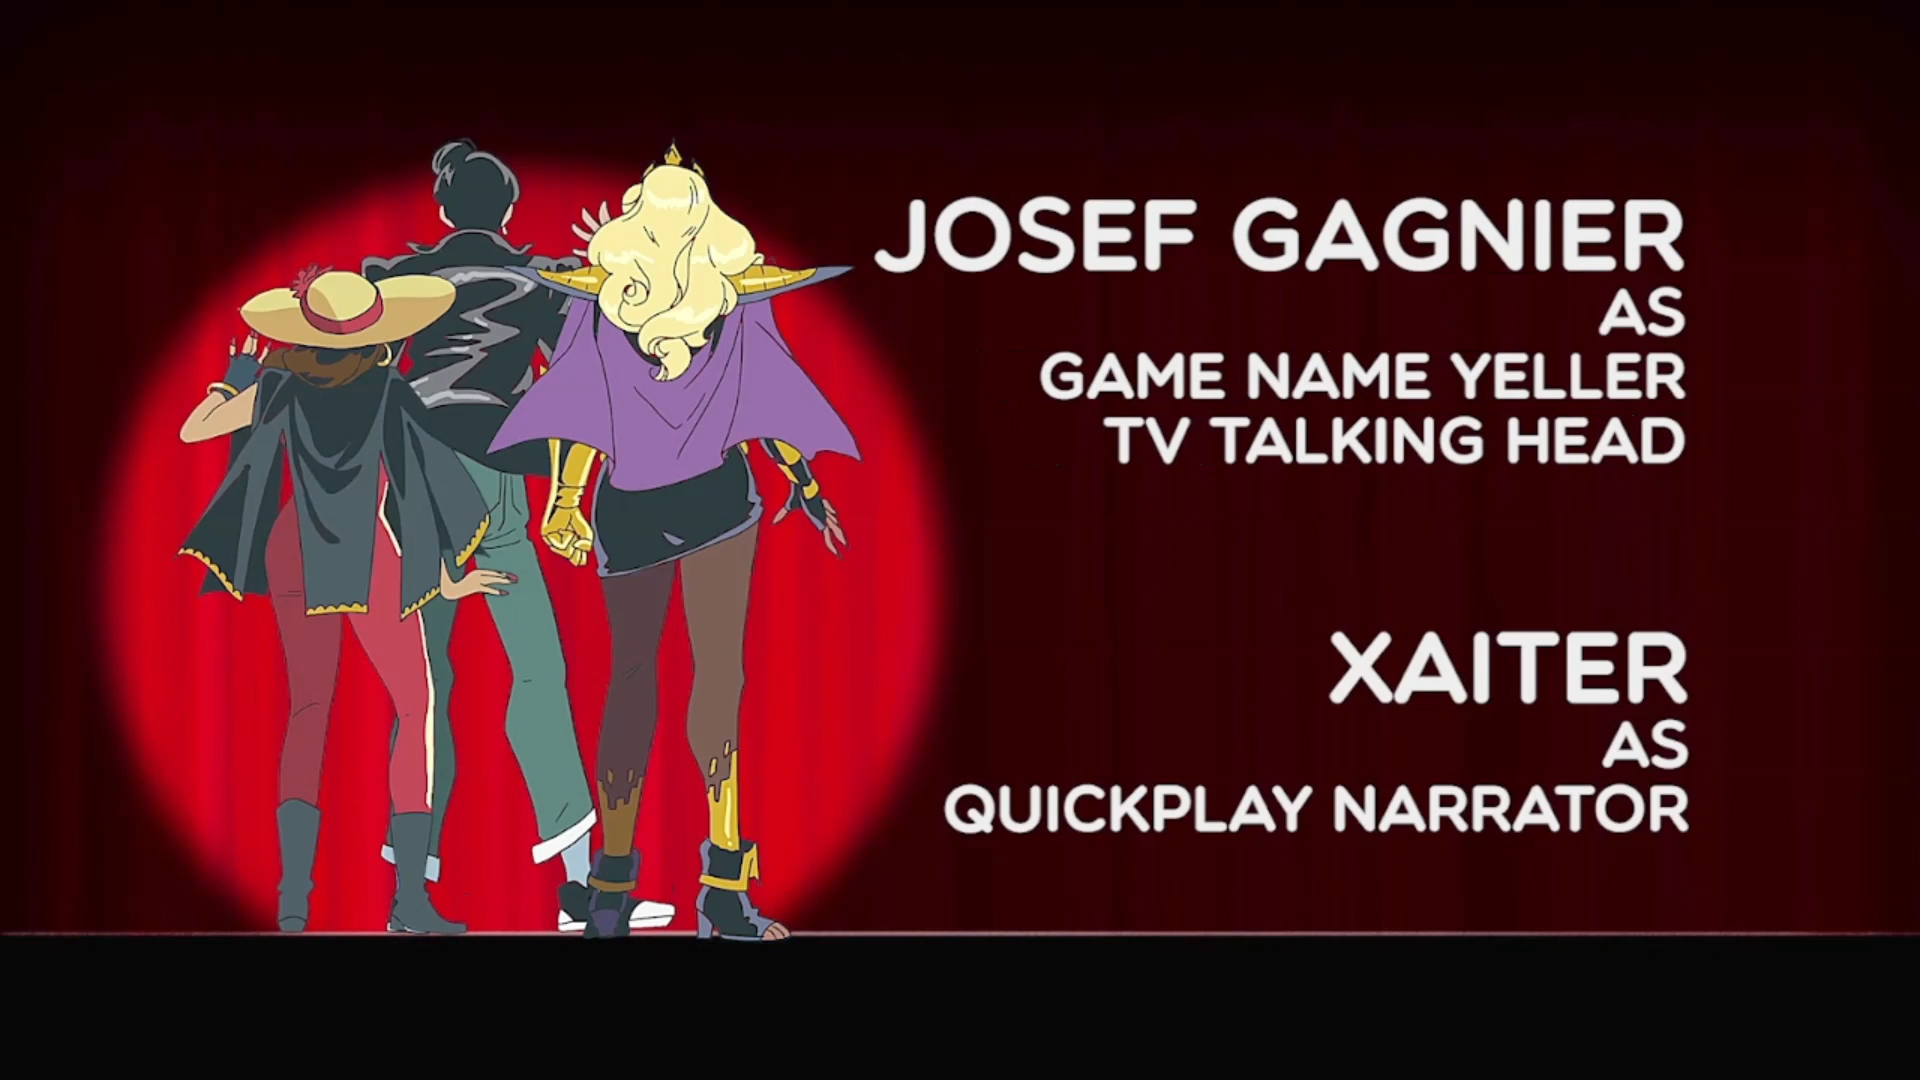 JOSEF GAGNIER
AS
GAME NAME YELLER
TV TALKING HEAD
XAITER
AS
QUICKPLAY NARRATOR